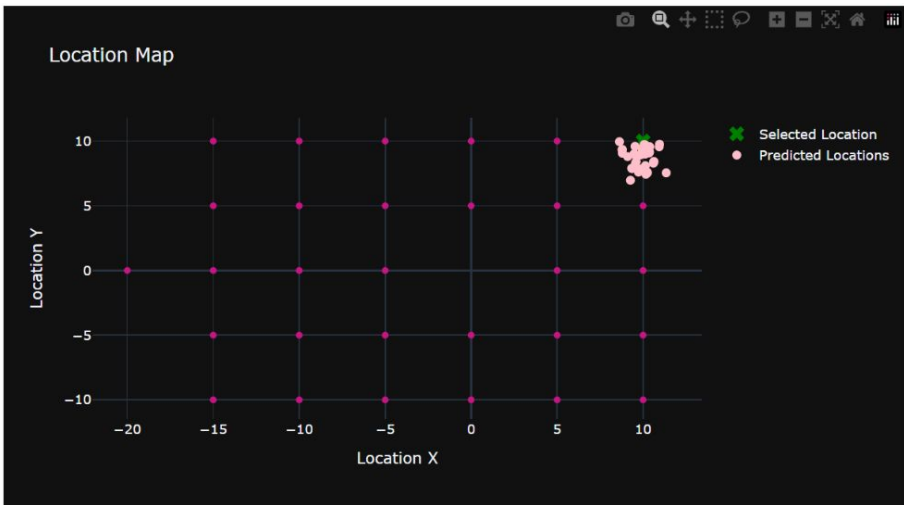 Location Map
Selected Location
Predicted Locations
10
5
0
−5
−10
Location Y
−20
−15
−10
−5
0
5
10
Location X